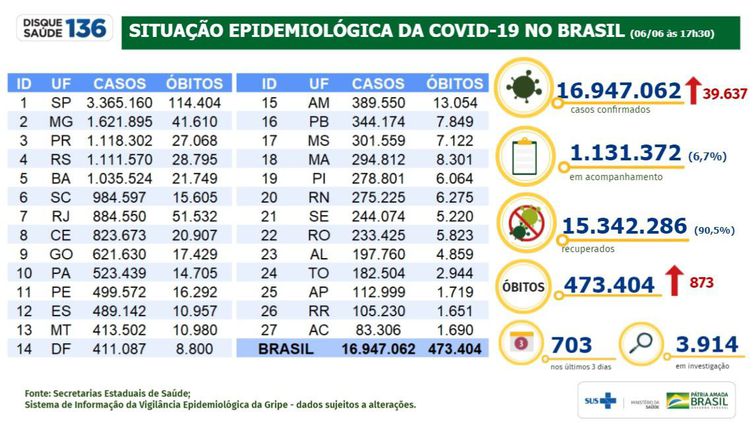 DISQUE
SAÚDE 136
SITUAÇÃO EPIDEMIOLÓGICA DA COVID-19 NO BRASIL (06/06 às 17h30)
ID UF CASOS ÓBITOS
1 SP 3.365.160 114.404
2 MG 1.621.895 41.610
3 PR 1.118.302 27.068
4 RS 1.111.570 28.795
5 BA 1.035.524 21.749
6 SC 984.597 15.605
7 RJ 884.550 51.532
8 CE 823.673 20.907
9 GO 621.630 17.429
10 PA 523.439 14.705
11 PE 499.572 16.292
12 ES 489.142 10.957
13 MT 413.502 10.980
14 DF 411.087 8.800
ID UF CASOS ÓBITOS
15 AM 389.550 13.054
16 PB 344.174 7.849
17 MS 301.559 7.122
18 MA 294.812 8.301
19 PI 278.801 6.064
20 RN 275.225 6.275
21 SE 244.074 5.220
22 RO 233.425 5.823
23 AL 197.760 4.859
24 TO 182.504 2.944
25 AP 112.999 1.719
26 RR 105.230 1.651
27 AC 83.306 1.690
BRASIL 16.947.062 473.404
16.947.062 39.637
casos confirmados
1.131.372 (6,7%)
em acompanhamento
15.342.286 (90,5%)
recuperados
ÓBITOS 473.404 873
3
703
nos últimos 3 dias
3.914
em investigação
Fonte: Secretarias Estaduais de Saúde;
Sistema de Informação da Vigilância Epidemiológica da Gripe - dados sujeitos a alterações.
SUS
MINISTÉRIO DA
SAÚDE
PÁTRIA AMADA
BRASIL
GOVERNO FEDERAL